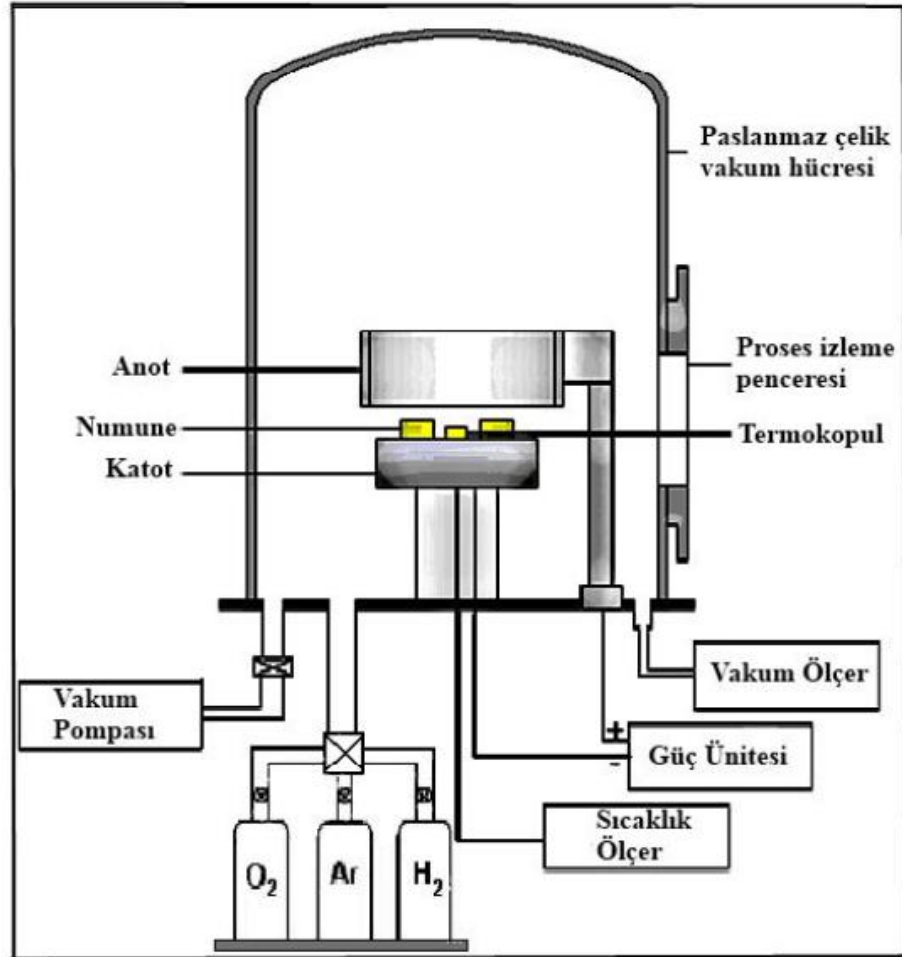 Paslanmaz çelik
vakum hücresi
Anot
Proses izleme
penceresi
Numune
Termokopul
Katot
Vakum Ölçer
Vakum
Pompası
+
-
Güç Ünitesi
Sıcaklık
Ölçer
O2
Ar
H2